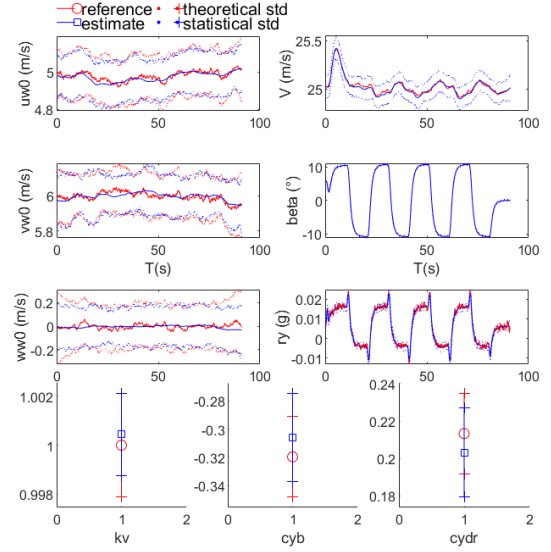 reference theoretical std
estimate statistical std
uw0 (m/s)
5
4.8
0 50 100
V (m/s)
25.5
25
0 50 100
vw0 (m/s)
6
5.8
0 50 100
T(s)
beta (°)
10
0
-10
0 50 100
T(s)
ww0 (m/s)
0.2
0
-0.2
0 50 100
ry (g)
0.02
0.01
0
-0.01
0 50 100
1.002
1
0.998
0 1 2
kv
-0.28
-0.3
-0.32
-0.34
0 1 2
cyb
0.24
0.22
0.2
0.18
0 1 2
cydr